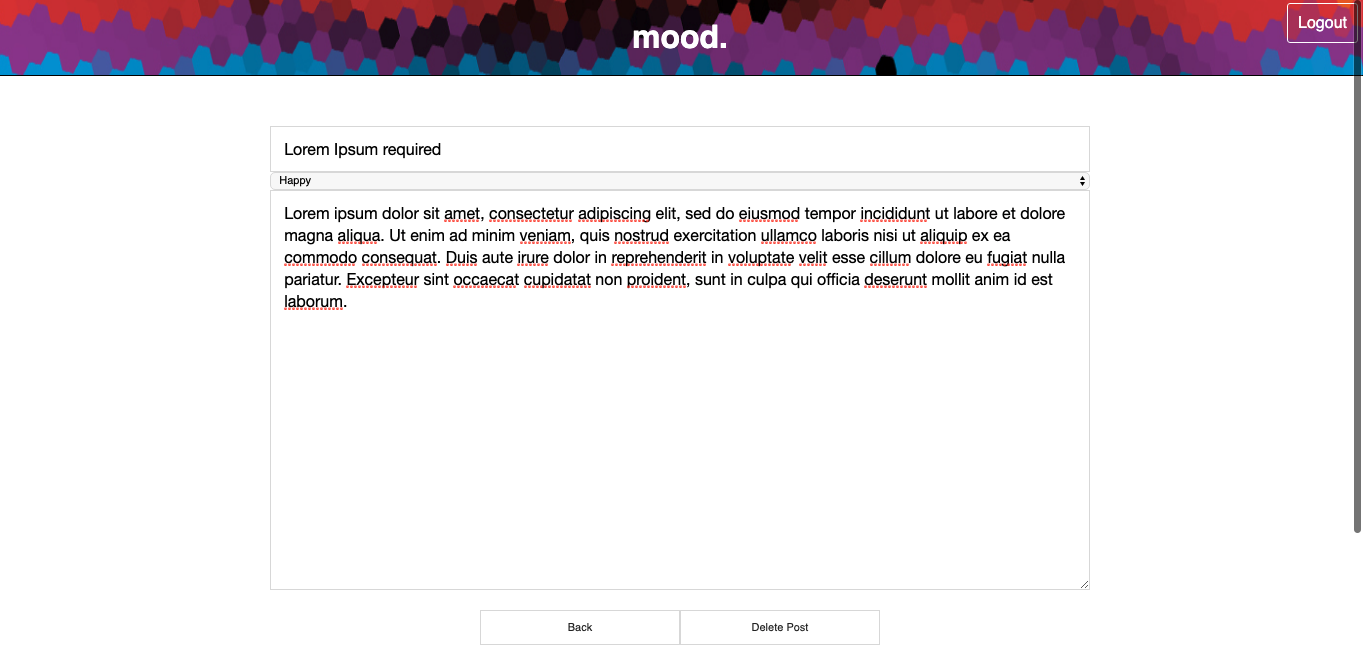 mood.
Logout
Lorem Ipsum required
Happy
Lorem ipsum dolor sit amet, consectetur adipiscing elit, sed do eiusmod tempor incididunt ut labore et dolore
magna aliqua. Ut enim ad minim veniam, quis nostrud exercitation ullamco laboris nisi ut aliquip ex ea
commodo consequat. Duis aute irure dolor in reprehenderit in voluptate velit esse cillum dolore eu fugiat nulla
pariatur. Excepteur sint occaecat cupidatat non proident, sunt in culpa qui officia deserunt mollit anim id est
laborum.
Back
Delete Post